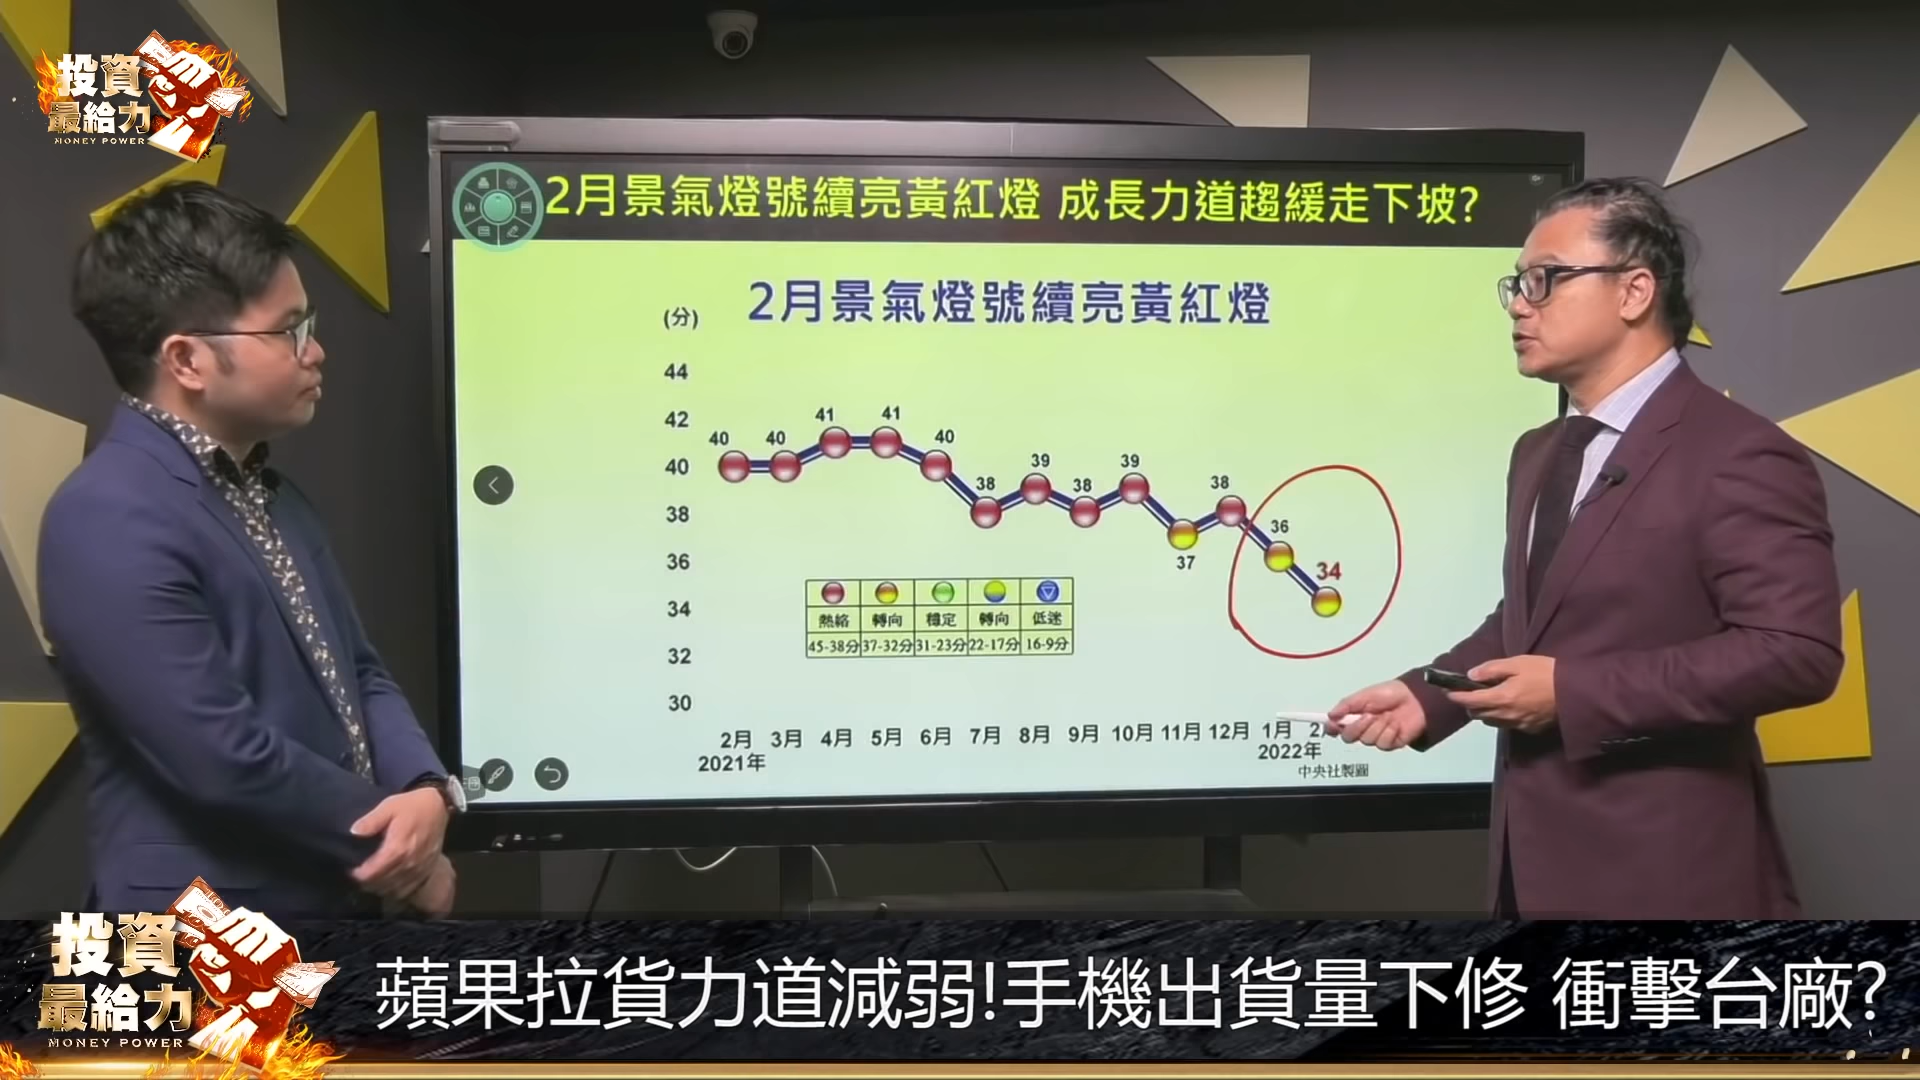 投資
最給力
MONEY POWER
2月景氣燈號續亮黃紅燈 成長力道趨緩走下坡?
2月景氣燈號續亮黃紅燈
(分)
44
42
40
38
36
34
32
30
40
40
41
41
40
38
39
38
39
37
38
36
34
熱絡 轉向 穩定 轉向 低迷
45-38分 37-32分 31-23分 22-17分 16-9分
2月 3月 4月 5月 6月 7月 8月 9月 10月 11月 12月 1月 2
2021年 2022年
中央社製圖
投資
最給力
MONEY POWER
蘋果拉貨力道減弱!手機出貨量下修 衝擊台廠?